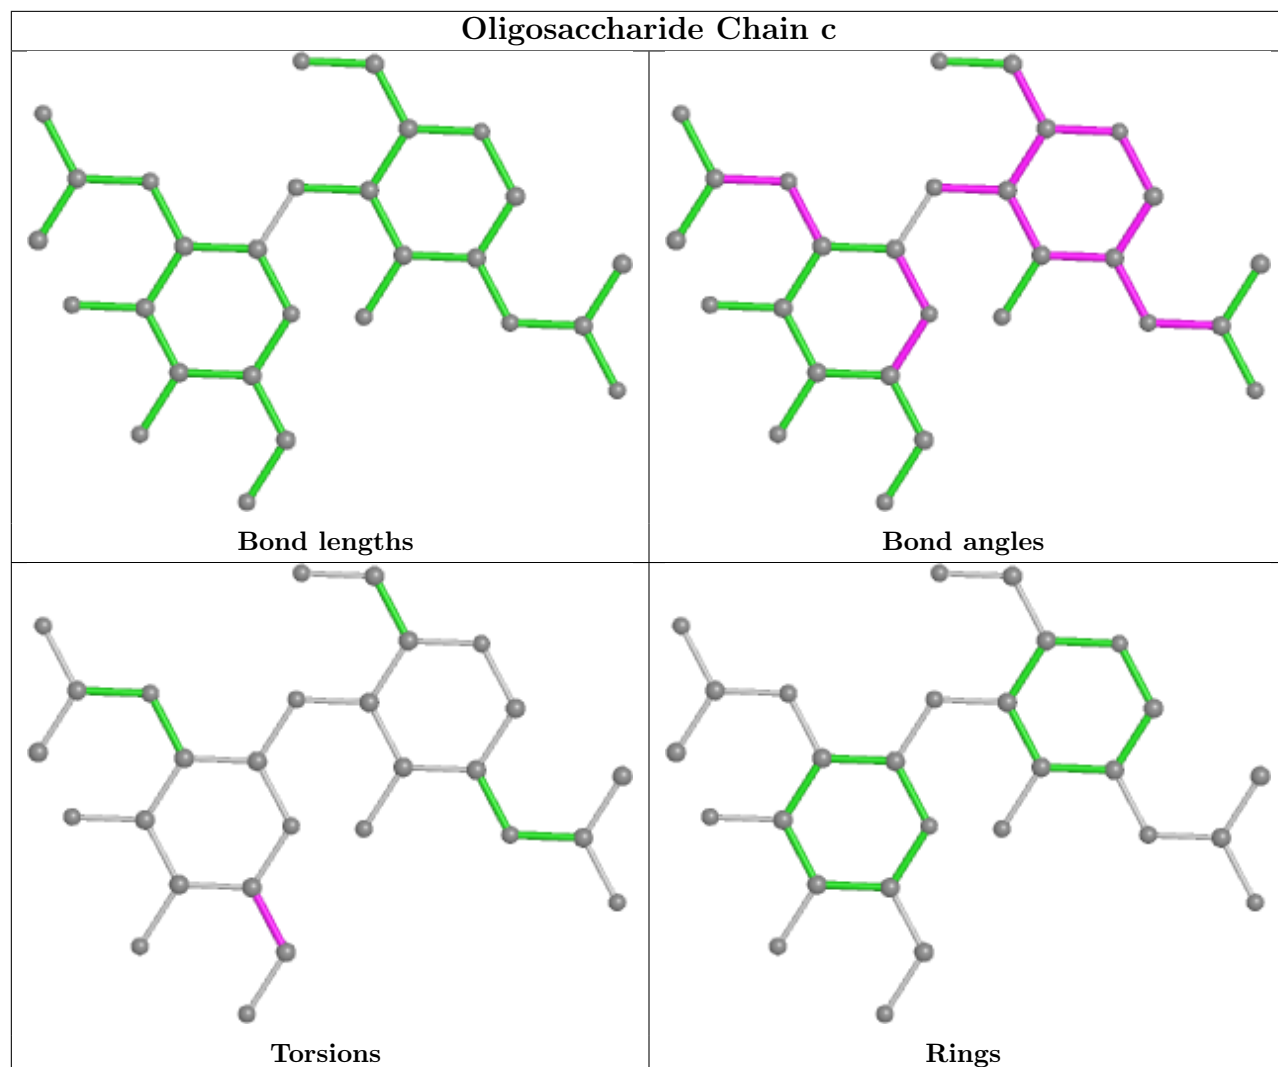 Oligosaccharide Chain c
Bond lengths
Bond angles
Torsions
Rings